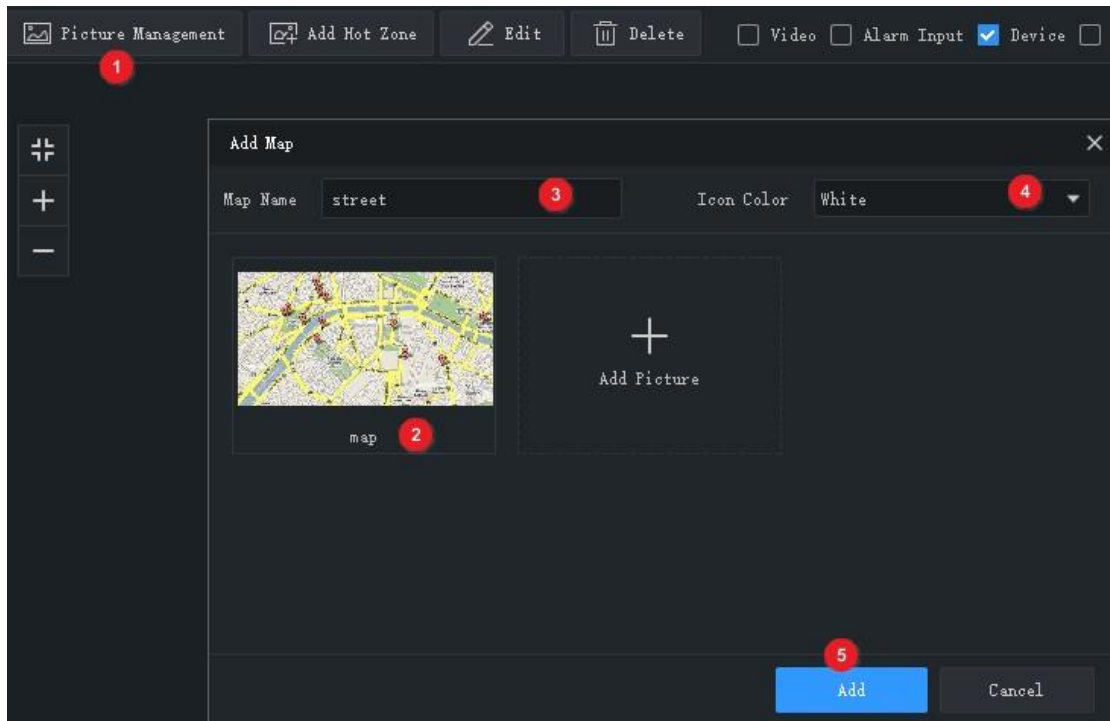 Picture Management Add Hot Zone Edit Delete Video Alarm Input Device
1
Add Map
Map Name street 3 Icon Color White 4
Add Picture
map 2
5
Add Cancel